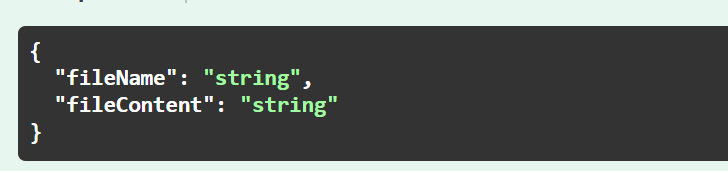 {
  "fileName": "string",
  "fileContent": "string"
}